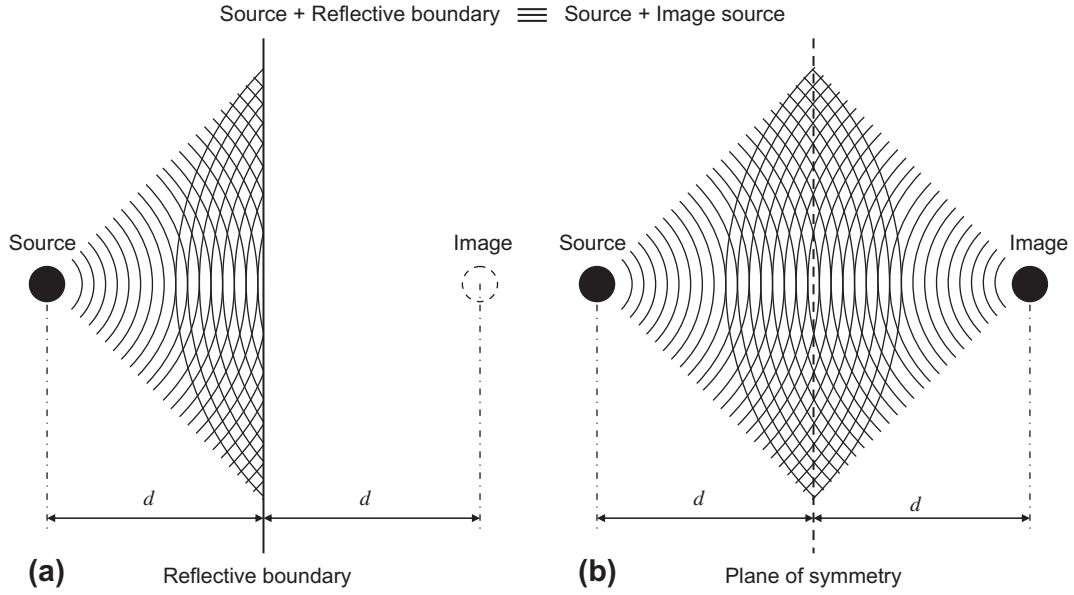 Source + Reflective boundary ≡ Source + Image source
Source
Image
Source
Image
d
d
d
d
(a)
Reflective boundary
(b)
Plane of symmetry